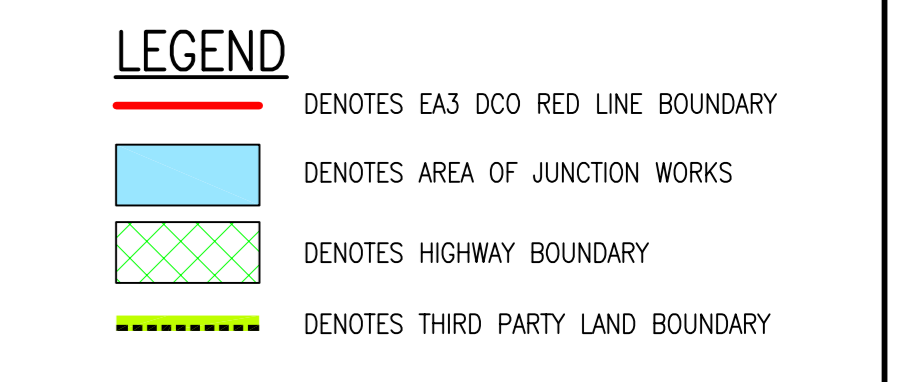 LEGEND
DENOTES EA3 DCO RED LINE BOUNDARY
DENOTES AREA OF JUNCTION WORKS
DENOTES HIGHWAY BOUNDARY
DENOTES THIRD PARTY LAND BOUNDARY